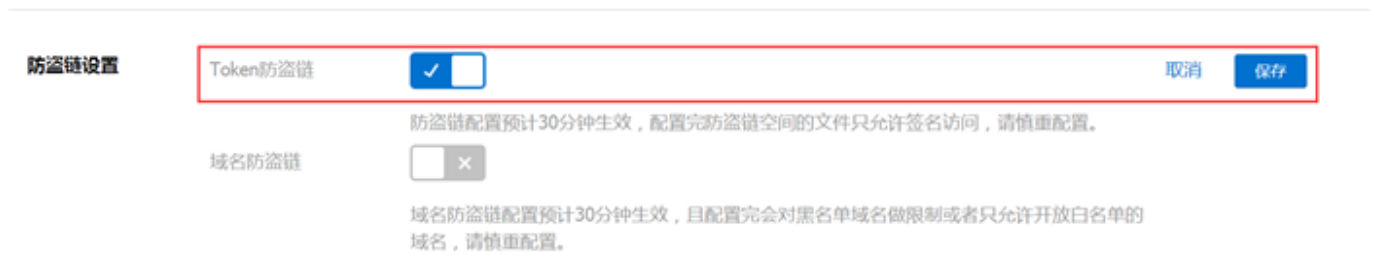 防盗链设置 Token防盗链 取消 保存
防盗链配置预计30分钟生效，配置完防盗链空间的文件只允许签名访问，请慎重配置。
域名防盗链
域名防盗链配置预计30分钟生效，且配置完会对黑名单域名做限制或者只允许开放白名单的
域名，请慎重配置。